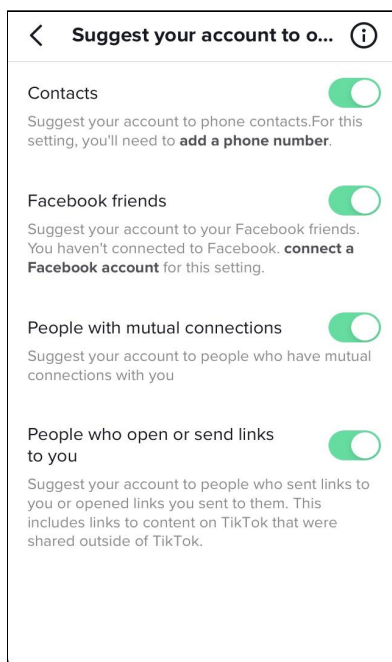 Suggest your account to o...
Contacts
Suggest your account to phone contacts.For this
setting, you'll need to add a phone number.
Facebook friends
Suggest your account to your Facebook friends.
You haven't connected to Facebook. connect a
Facebook account for this setting.
People with mutual connections
Suggest your account to people who have mutual
connections with you
People who open or send links
to you
Suggest your account to people who sent links to
you or opened links you sent to them. This
includes links to content on TikTok that were
shared outside of TikTok.